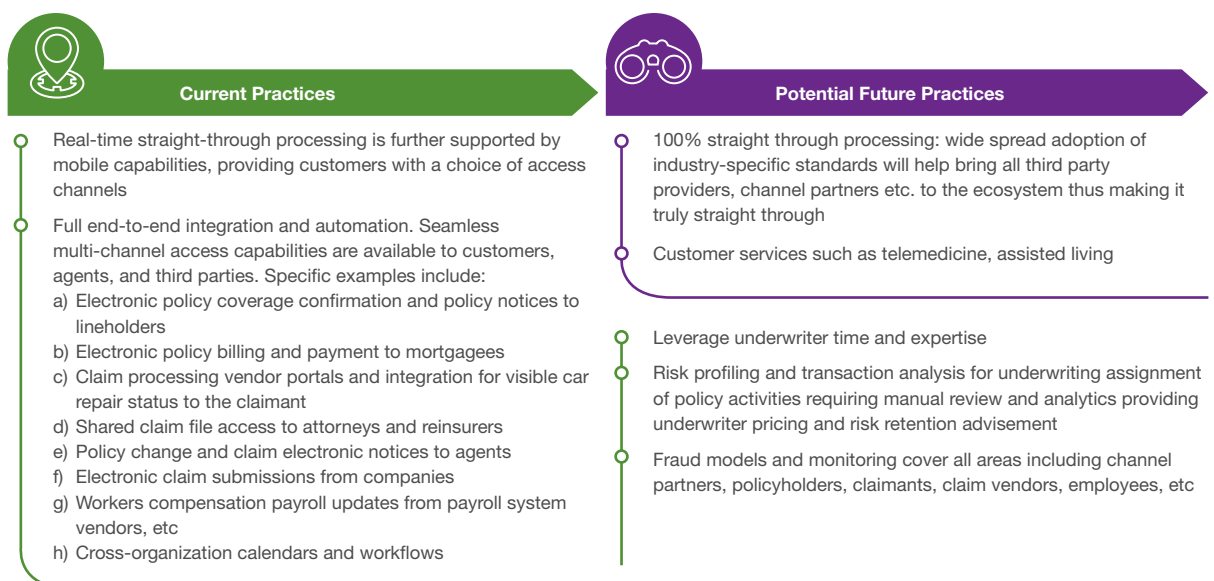 Current Practices
Real-time straight-through processing is further supported by
mobile capabilities, providing customers with a choice of access
channels
Full end-to-end integration and automation. Seamless
multi-channel access capabilities are available to customers,
agents, and third parties. Specific examples include:
a) Electronic policy coverage confirmation and policy notices to
lineholders
b) Electronic policy billing and payment to mortgagees
c) Claim processing vendor portals and integration for visible car
repair status to the claimant
d) Shared claim file access to attorneys and reinsurers
e) Policy change and claim electronic notices to agents
f) Electronic claim submissions from companies
g) Workers compensation payroll updates from payroll system
vendors, etc
h) Cross-organization calendars and workflows
Potential Future Practices
100% straight through processing: wide spread adoption of
industry-specific standards will help bring all third party
providers, channel partners etc. to the ecosystem thus making it
truly straight through
Customer services such as telemedicine, assisted living
Leverage underwriter time and expertise
Risk profiling and transaction analysis for underwriting assignment
of policy activities requiring manual review and analytics providing
underwriter pricing and risk retention advisement
Fraud models and monitoring cover all areas including channel
partners, policyholders, claimants, claim vendors, employees, etc